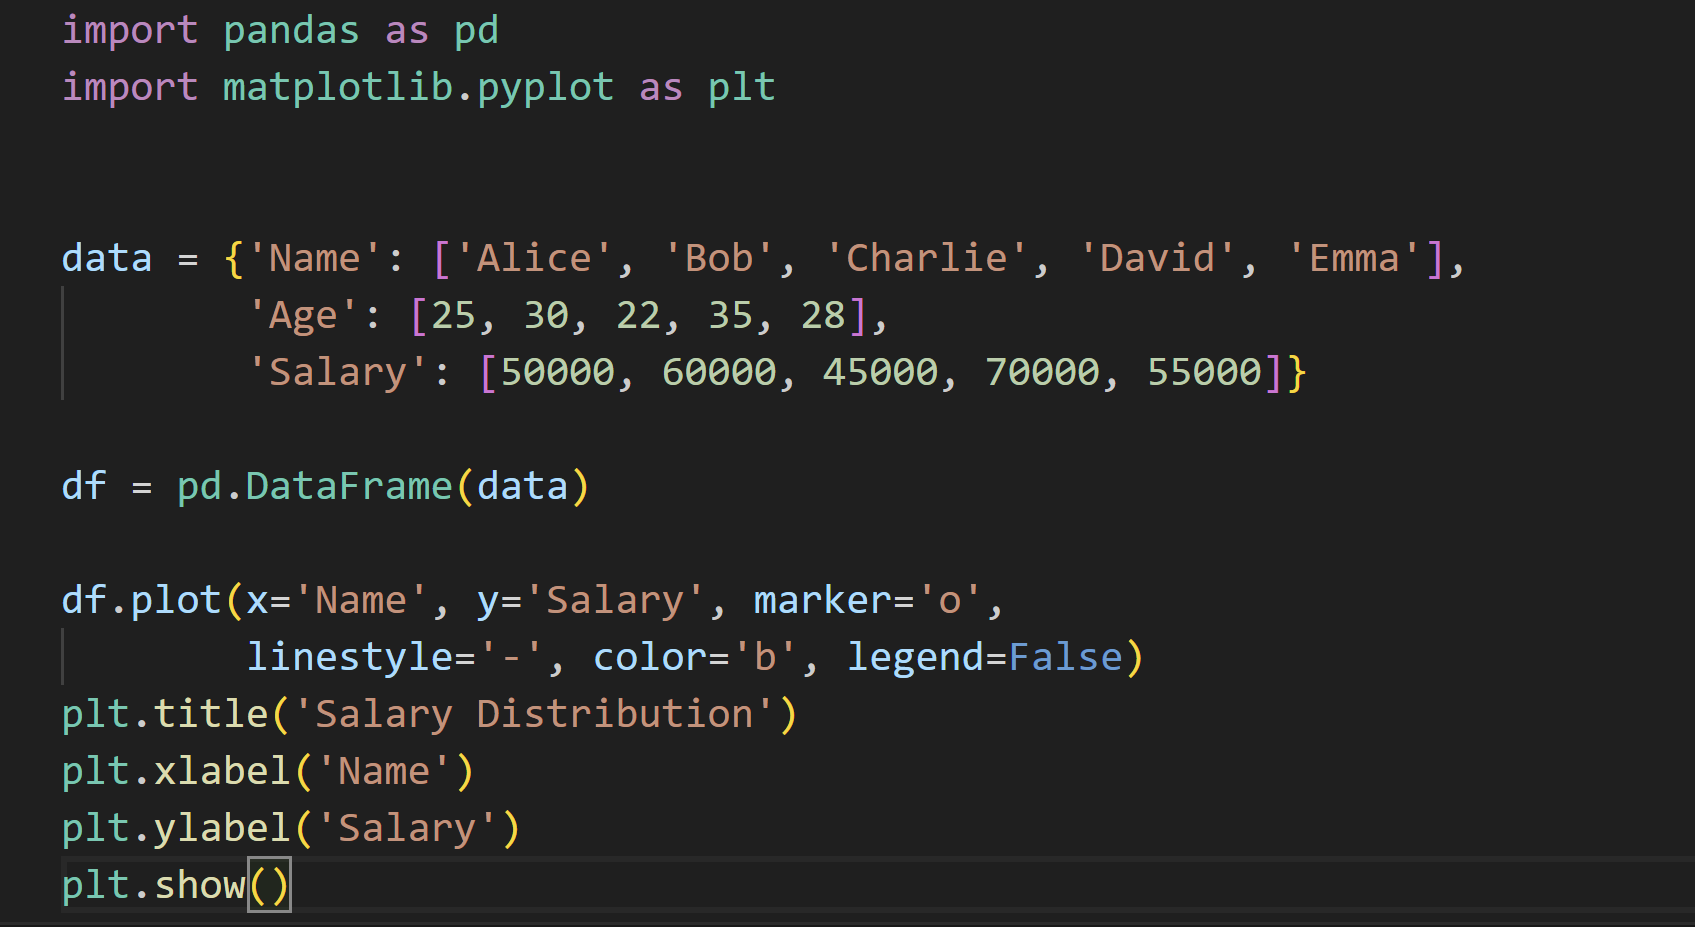 import pandas as pd
import matplotlib.pyplot as plt
data = {'Name': ['Alice', 'Bob', 'Charlie', 'David', 'Emma'],
        'Age': [25, 30, 22, 35, 28],
        'Salary': [50000, 60000, 45000, 70000, 55000]}
df = pd.DataFrame(data)
df.plot(x='Name', y='Salary', marker='o',
        linestyle='-', color='b', legend=False)
plt.title('Salary Distribution')
plt.xlabel('Name')
plt.ylabel('Salary')
plt.show()